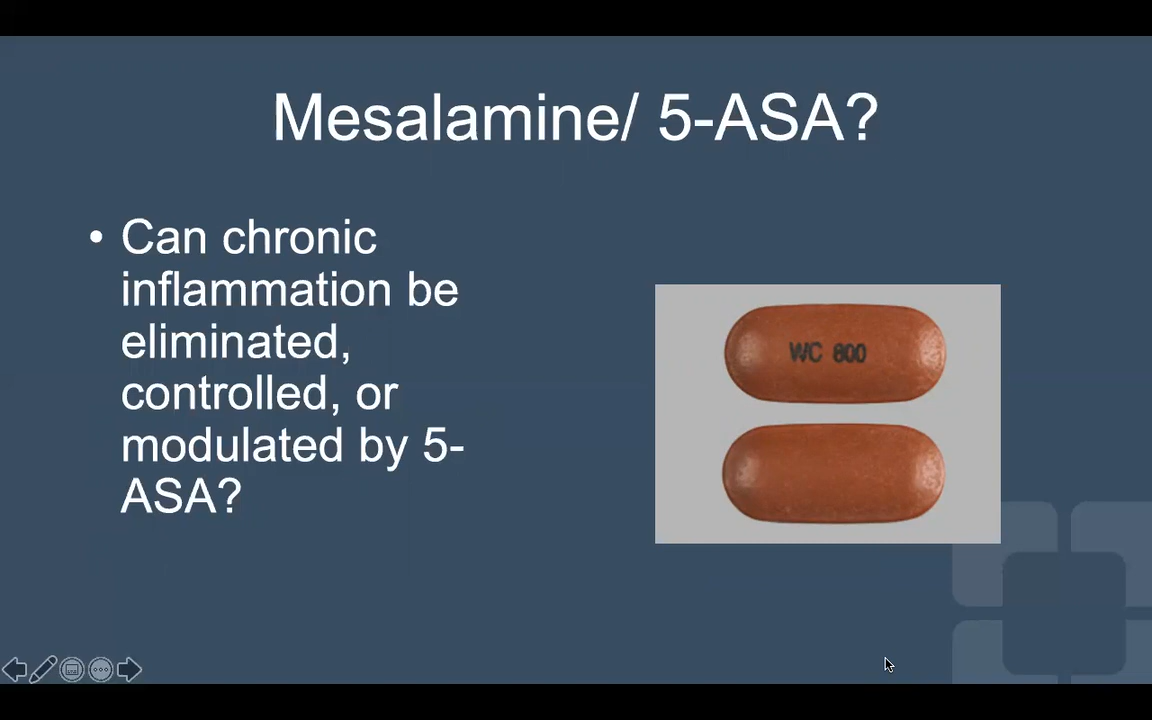 Mesalamine/ 5-ASA?
• Can chronic
inflammation be
eliminated,
controlled, or
modulated by 5-
ASA?
WC 800